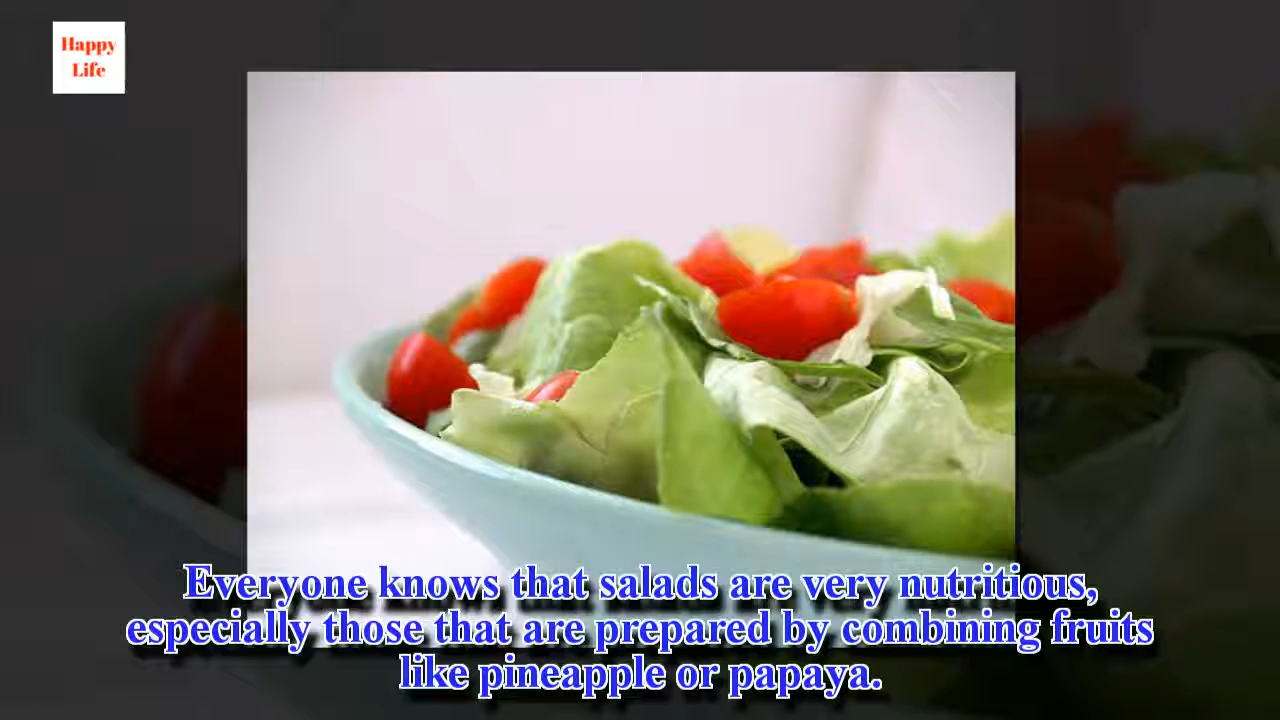 Happy
Life
Everyone knows that salads are very nutritious,
especially those that are prepared by combining fruits
like pineapple or papaya.